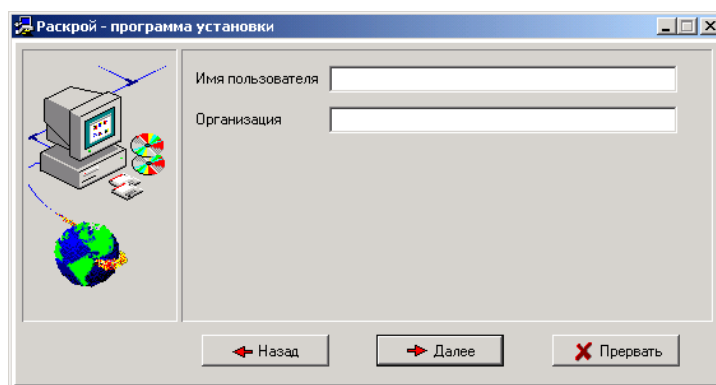 Раскрой - программа установки
Имя пользователя
Организация
Назад
Далее
Прервать